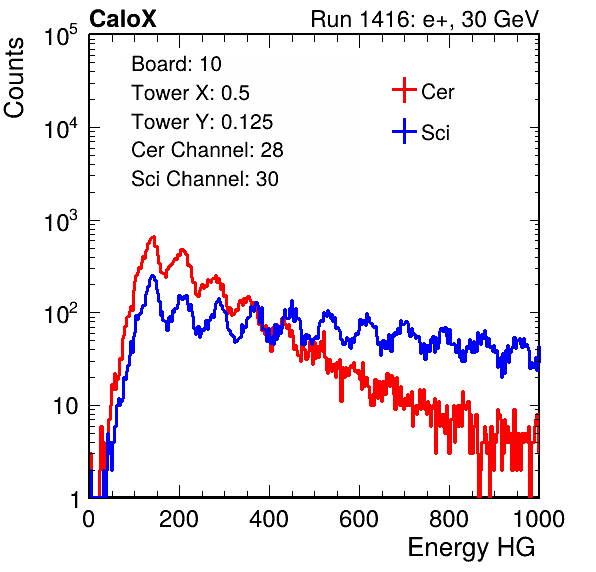 CaloX Run 1416: e+, 30 GeV
Counts
10^5
10^4
10^3
10^2
10
1
Board: 10
Tower X: 0.5
Tower Y: 0.125
Cer Channel: 28
Sci Channel: 30
Cer
Sci
0 200 400 600 800 1000
Energy HG